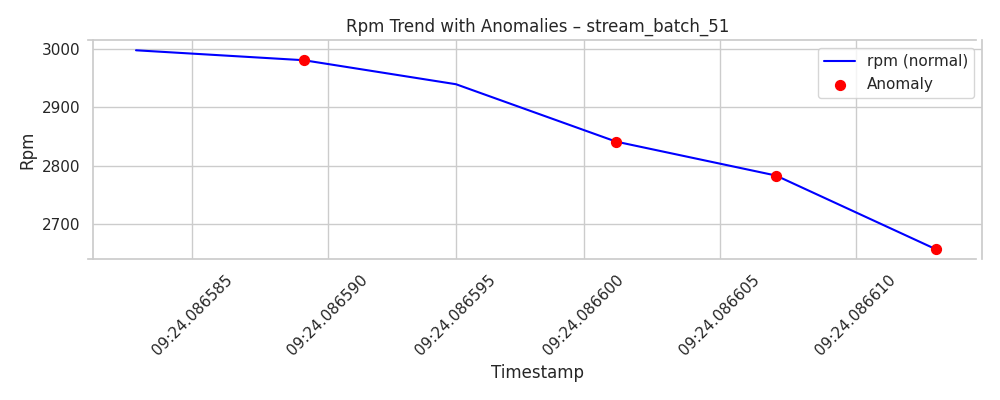 Rpm Trend with Anomalies – stream_batch_51
rpm (normal)
Anomaly
Rpm
3000
2900
2800
2700
09:24.086585
09:24.086590
09:24.086595
09:24.086600
09:24.086605
09:24.086610
Timestamp